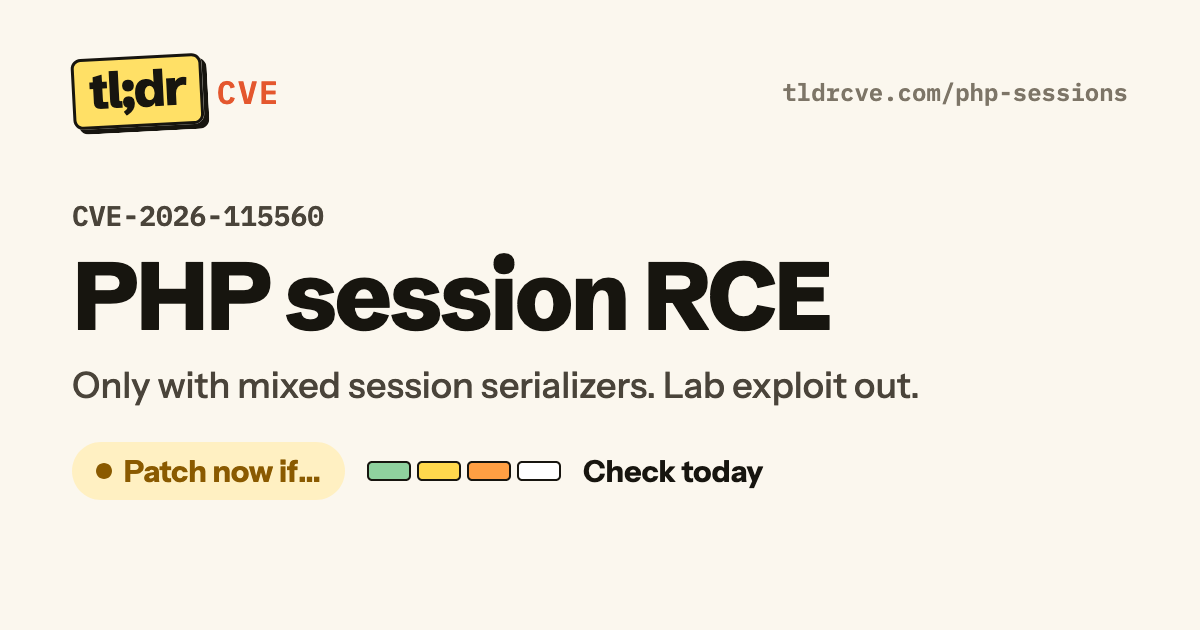 tl;dr CVE
tldrcve.com/php-sessions
CVE-2026-115560
PHP session RCE
Only with mixed session serializers. Lab exploit out.
Patch now if...
Check today